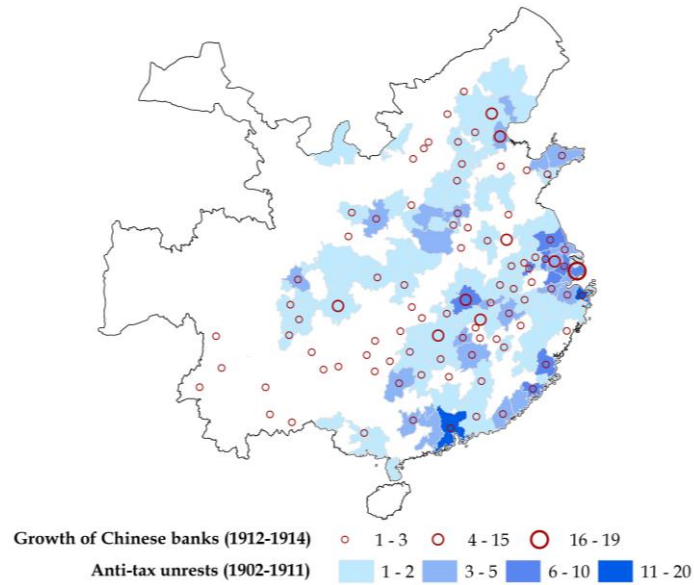 Growth of Chinese banks (1912-1914) 1 - 3 4 - 15 16 - 19
Anti-tax unrests (1902-1911) 1 - 2 3 - 5 6 - 10 11 - 20